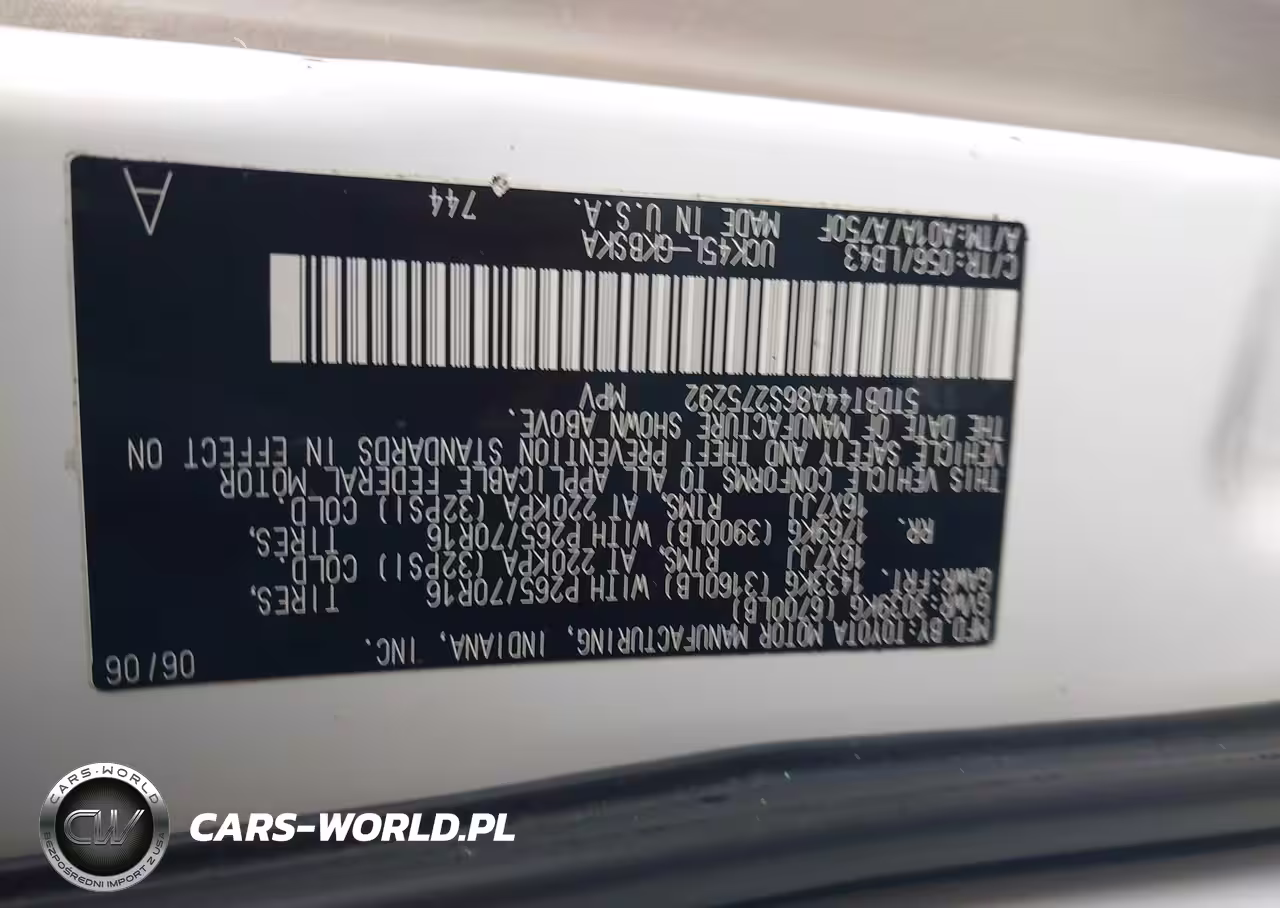 06/06
MFD BY:TOYOTA MOTOR MANUFACTURING, INDIANA, INC.
GVWR:3039KG (6700LB)
GAWR:FRT. 1433KG (3160LB) WITH P265/70R16 TIRES,
16X7JJ RIMS, AT 220KPA (32PSI) COLD.
RR. 1769KG (3900LB) WITH P265/70R16 TIRES,
16X7JJ RIMS, AT 220KPA (32PSI) COLD.
THIS VEHICLE CONFORMS TO ALL APPLICABLE FEDERAL MOTOR
VEHICLE SAFETY AND THEFT PREVENTION STANDARDS IN EFFECT ON
THE DATE OF MANUFACTURE SHOWN ABOVE.
5TDBT44A86S275292 MPV
C/TR:056/LB43 UCK45L-GKBSKA
A/TM:A01A/A750F MADE IN U.S.A. 744
A
CARS-WORLD
CW
BEZPOŚREDNI IMPORT Z USA
CARS-WORLD.PL